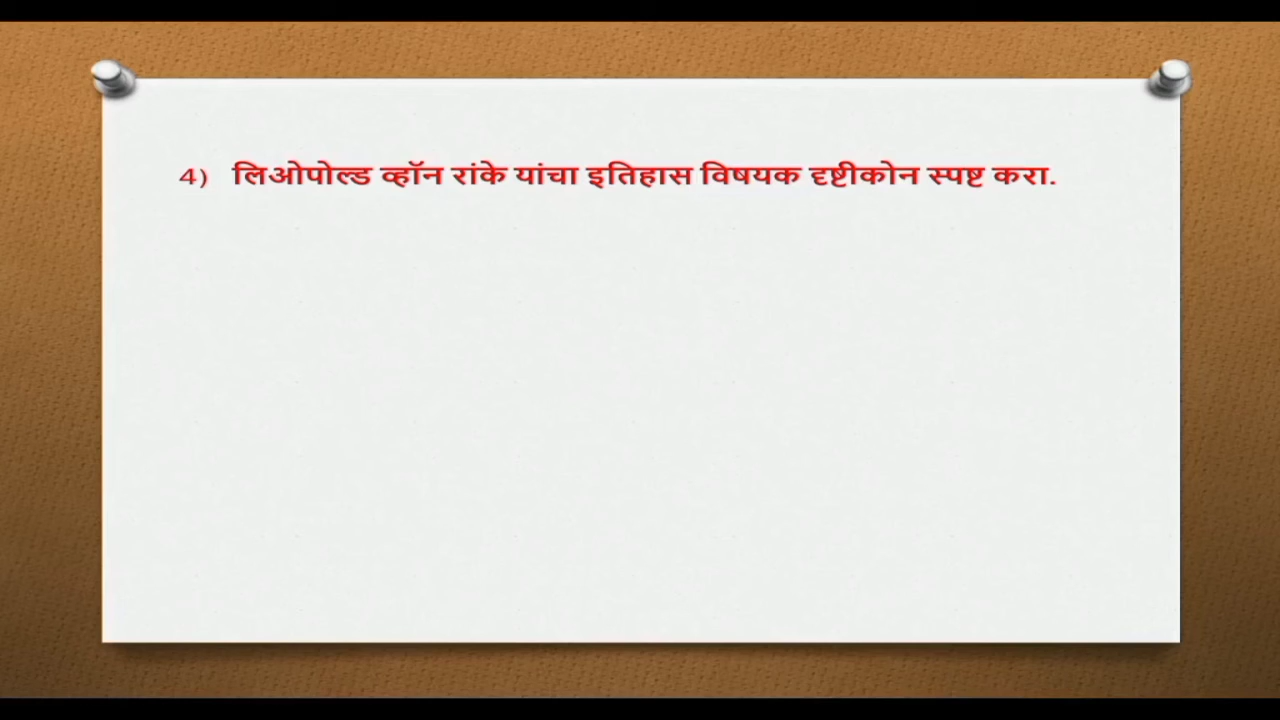 4) लिओपोल्ड व्हॉन रांके यांचा इतिहास विषयक दृष्टीकोन स्पष्ट करा.